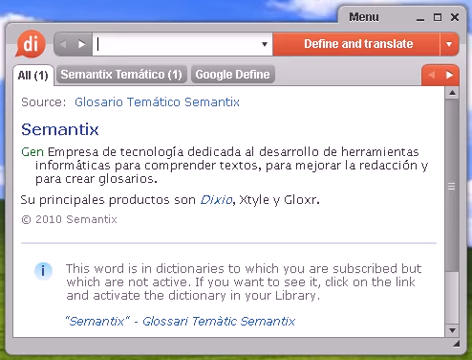 Menu
di
Define and translate
All (1) Semantix Temático (1) Google Define
Source: Glosario Temático Semantix
Semantix
Gen Empresa de tecnología dedicada al desarrollo de herramientas
informáticas para comprender textos, para mejorar la redacción y
para crear glosarios.
Su principales producto son Dixio, Xtyle y Gloxr.
© 2010 Semantix
i This word is in dictionaries to which you are subscribed but
which are not active. If you want to see it, click on the link
and activate the dictionary in your Library.
"Semantix" - Glossari Temàtic Semantix